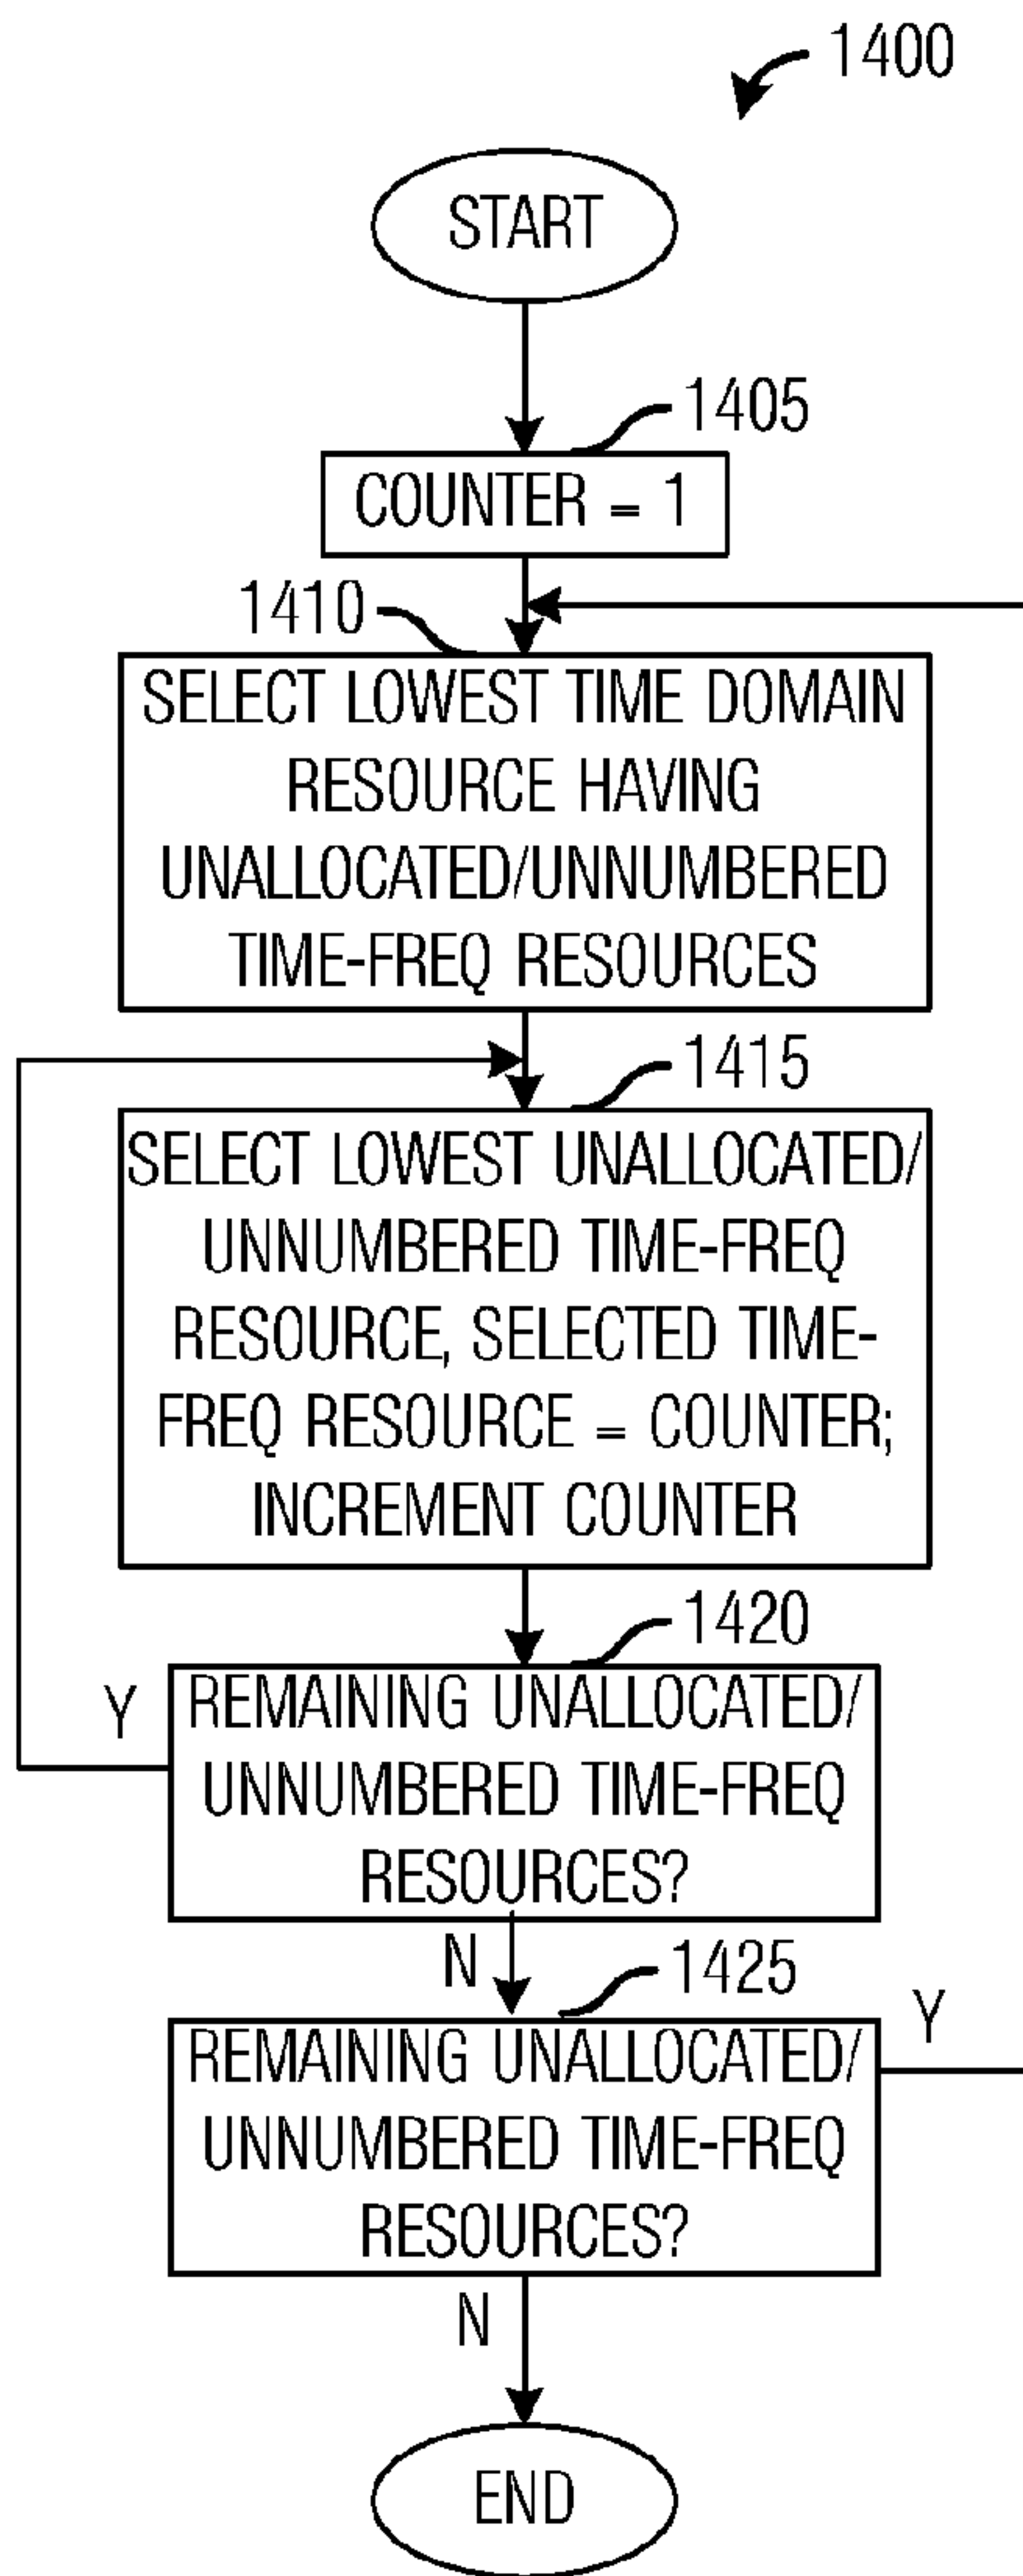 1400
START
1405
COUNTER = 1
1410
SELECT LOWEST TIME DOMAIN
RESOURCE HAVING
UNALLOCATED/UNNUMBERED
TIME-FREQ RESOURCES
1415
SELECT LOWEST UNALLOCATED/
UNNUMBERED TIME-FREQ
RESOURCE, SELECTED TIME-
FREQ RESOURCE = COUNTER;
INCREMENT COUNTER
1420
Y
REMAINING UNALLOCATED/
UNNUMBERED TIME-FREQ
RESOURCES?
N
1425
Y
REMAINING UNALLOCATED/
UNNUMBERED TIME-FREQ
RESOURCES?
N
END